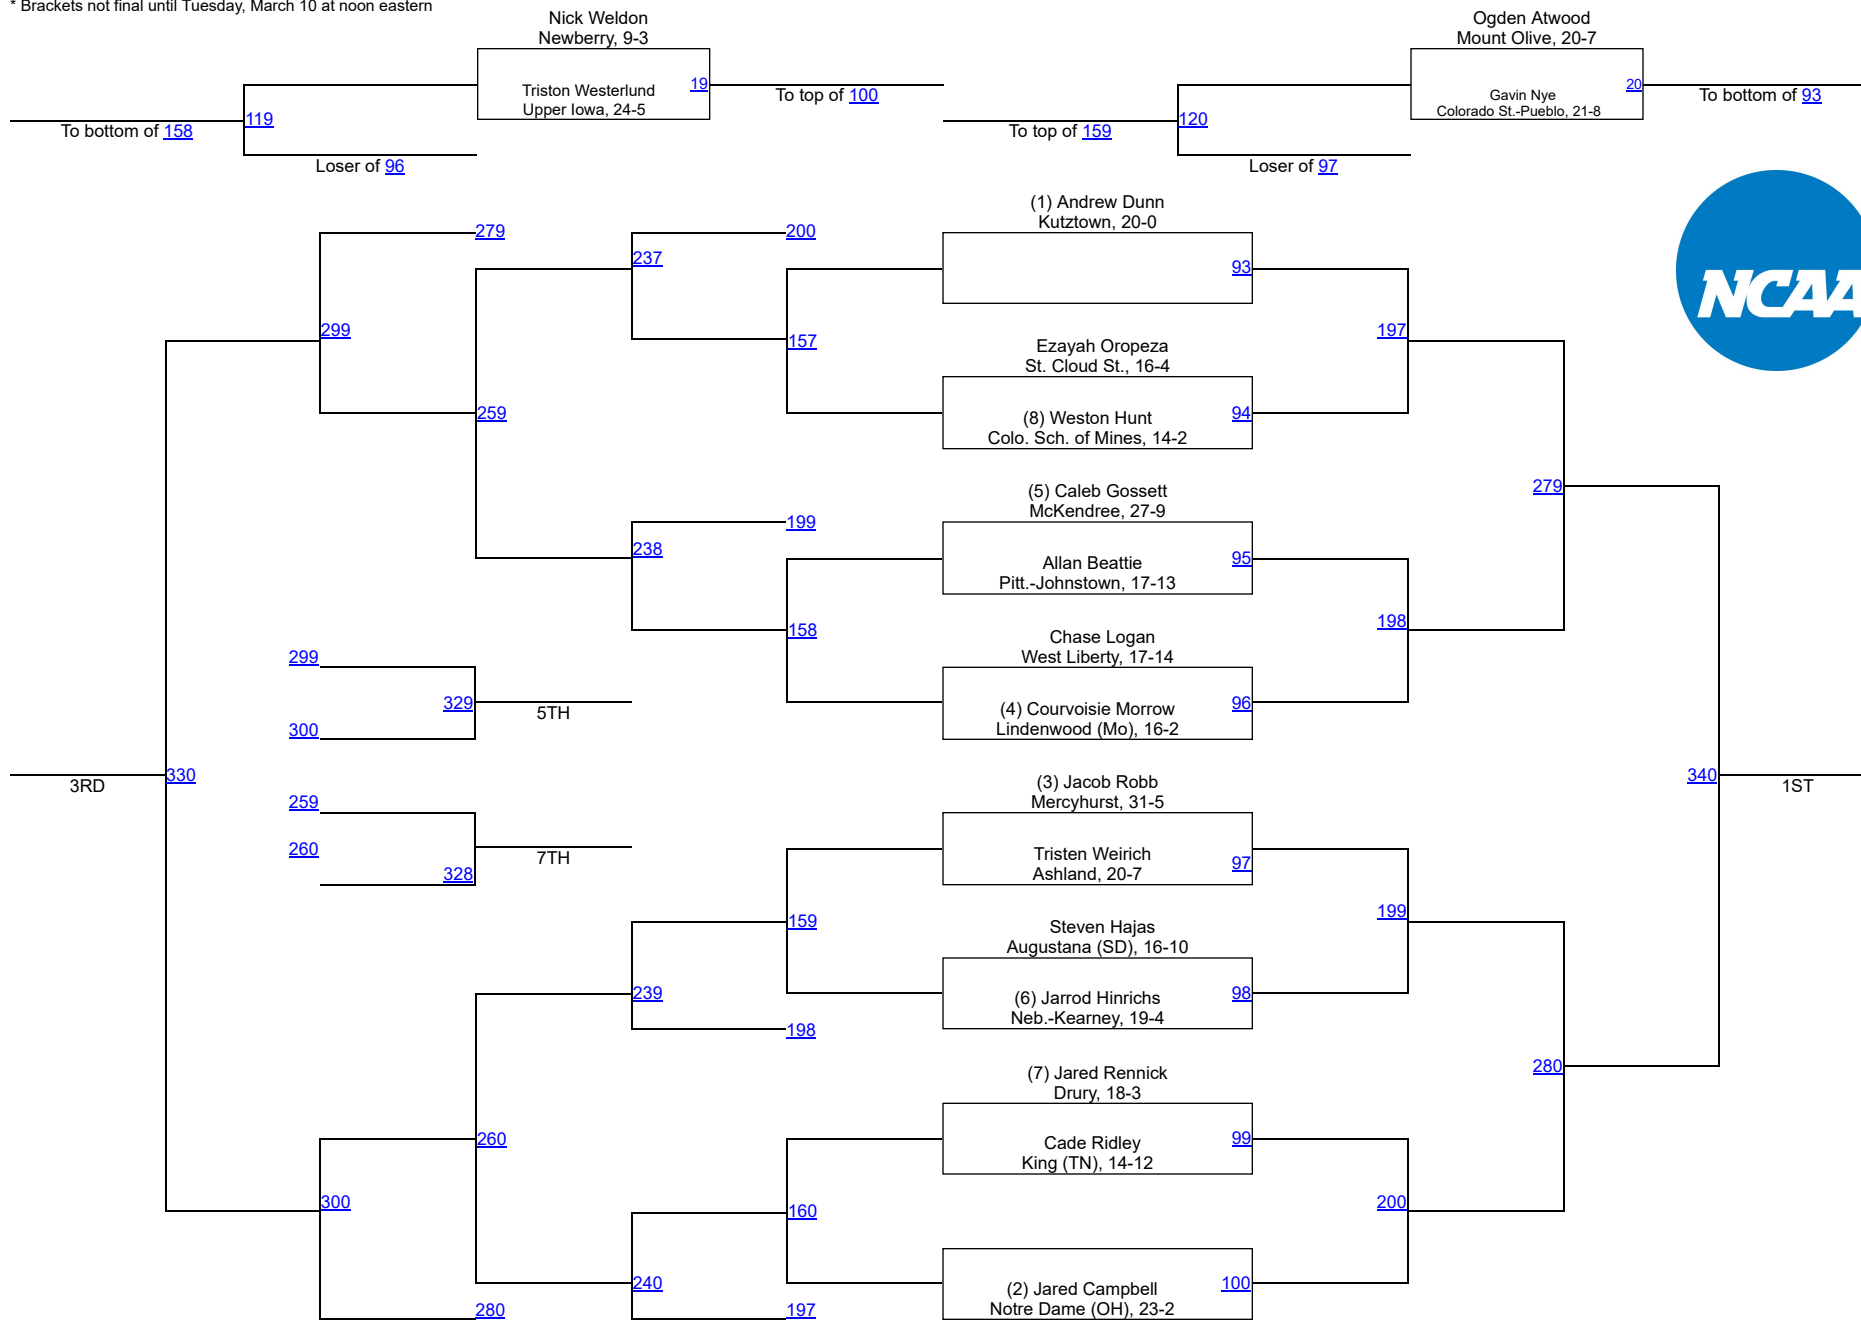 * Brackets not final until Tuesday, March 10 at noon eastern
Nick Weldon
Newberry, 9-3
Triston Westerlund
Upper Iowa, 24-5
19
To top of 100
119
To bottom of 158
Loser of 96
Ogden Atwood
Mount Olive, 20-7
Gavin Nye
Colorado St.-Pueblo, 21-8
20
To bottom of 93
120
To top of 159
Loser of 97
NCAA
(1) Andrew Dunn
Kutztown, 20-0
93
Ezayah Oropeza
St. Cloud St., 16-4
(8) Weston Hunt
Colo. Sch. of Mines, 14-2
94
(5) Caleb Gossett
McKendree, 27-9
Allan Beattie
Pitt.-Johnstown, 17-13
95
Chase Logan
West Liberty, 17-14
(4) Courvoisie Morrow
Lindenwood (Mo), 16-2
96
(3) Jacob Robb
Mercyhurst, 31-5
Tristen Weirich
Ashland, 20-7
97
Steven Hajas
Augustana (SD), 16-10
(6) Jarrod Hinrichs
Neb.-Kearney, 19-4
98
(7) Jared Rennick
Drury, 18-3
Cade Ridley
King (TN), 14-12
99
(2) Jared Campbell
Notre Dame (OH), 23-2
100
197
198
199
200
279
280
340
1ST
200
157
237
199
158
238
159
198
239
160
197
240
279
259
299
260
280
300
330
3RD
299
300
329
5TH
259
260
328
7TH